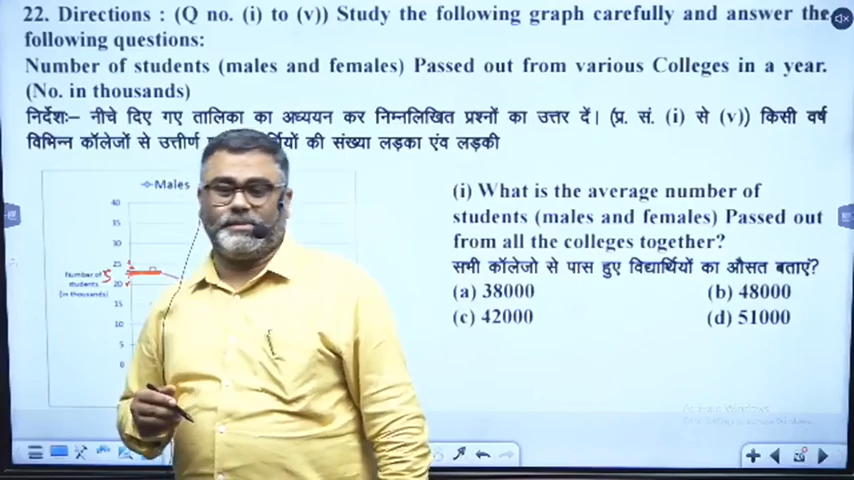 22. Directions : (Q no. (i) to (v)) Study the following graph carefully and answer the
following questions:
Number of students (males and females) Passed out from various Colleges in a year.
(No. in thousands)
निर्देशः– नीचे दिए गए तालिका का अध्ययन कर निम्नलिखित प्रश्नों का उत्तर दें। (प्र. सं. (i) से (v)) किसी वर्ष
विभिन्न कॉलेजों से उत्तीर्ण की संख्या लड़का एंव लड़की
Males
40
35
30
25
20
15
10
5
0
Number of
students
(in thousands)
5
(i) What is the average number of
students (males and females) Passed out
from all the colleges together?
सभी कॉलेजो से पास हुए विद्यार्थियों का औसत बताएं?
(a) 38000 (b) 48000
(c) 42000 (d) 51000